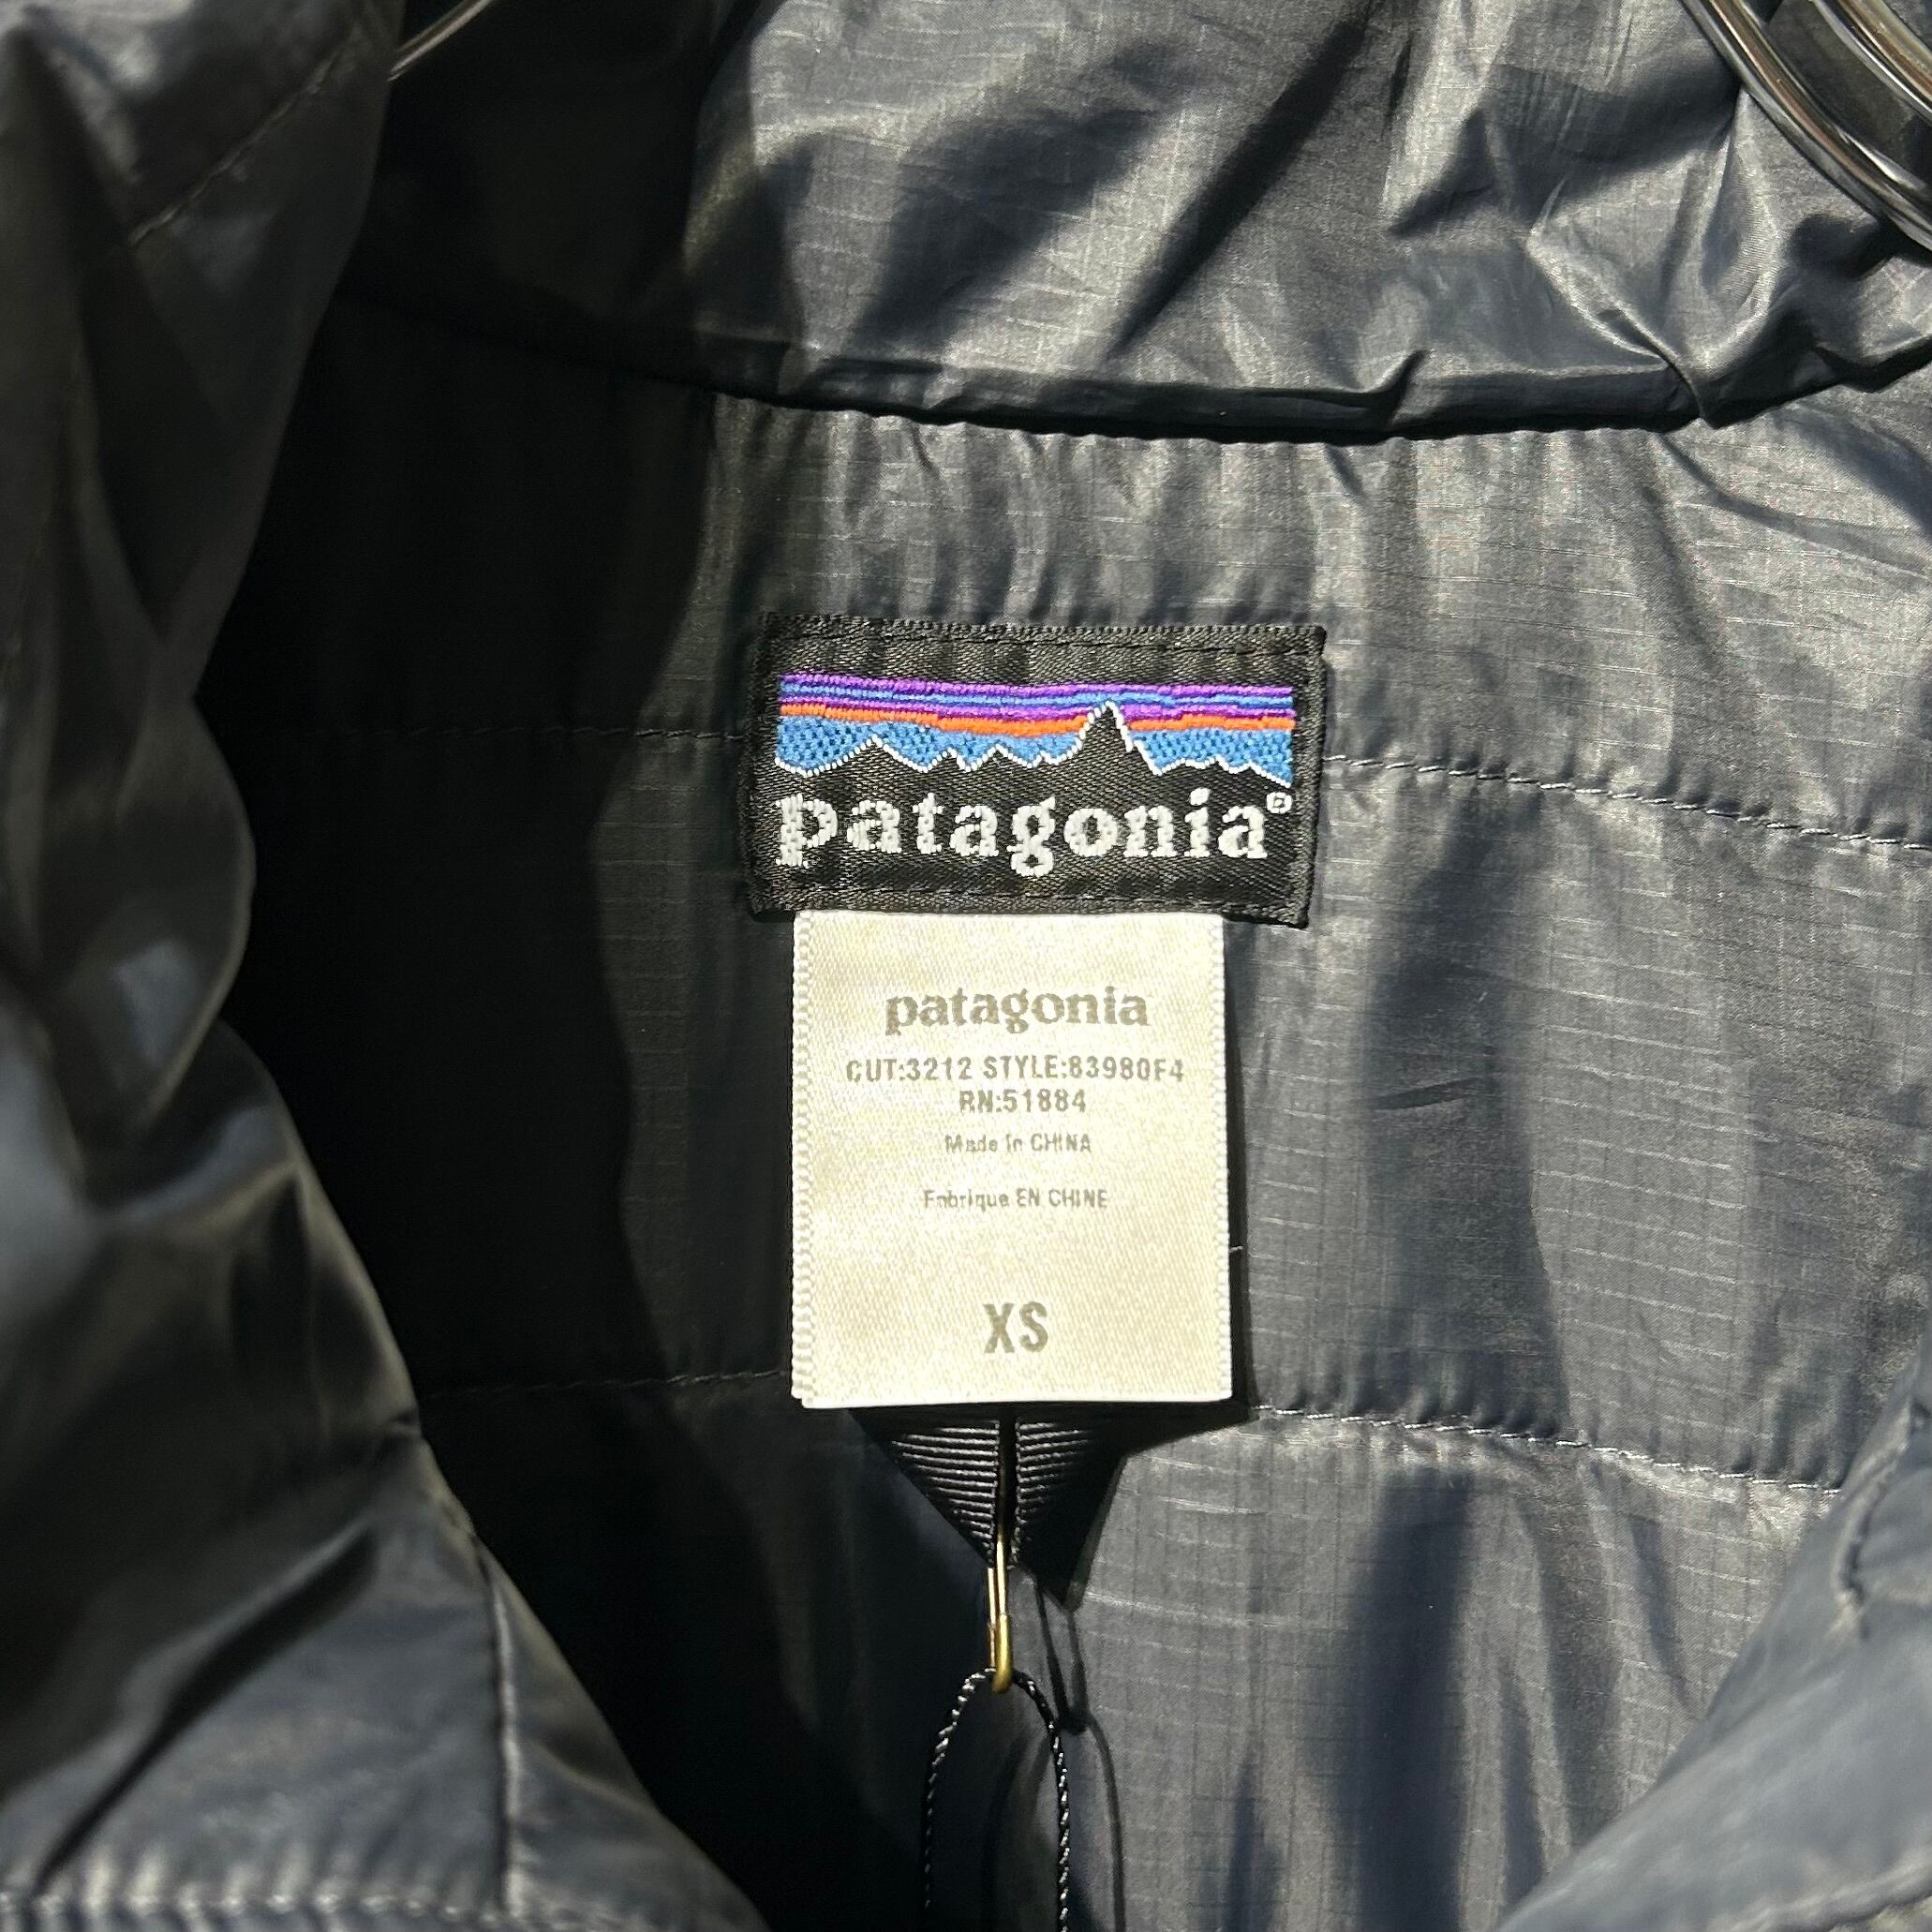 patagonia®
patagonia
CUT:3212 STYLE:83980F4
RN:51884
Made In CHINA
Fabrique EN CHINE
XS